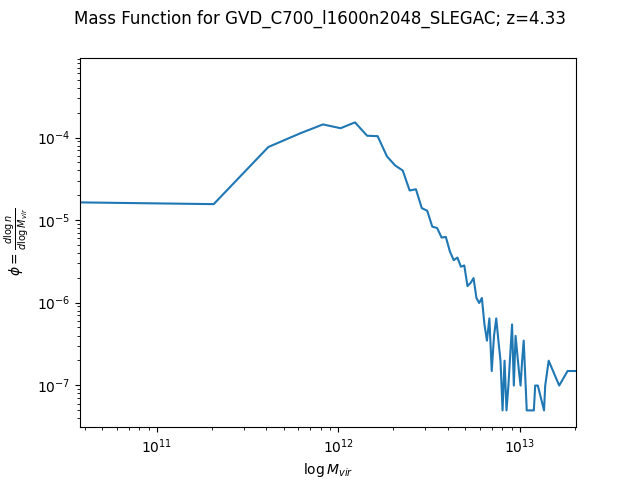 Mass Function for GVD_C700_l1600n2048_SLEGAC; z=4.33
10⁻⁴
10⁻⁵
10⁻⁶
10⁻⁷
ϕ = d log n / d log M_vir
10¹¹
10¹²
10¹³
log M_vir